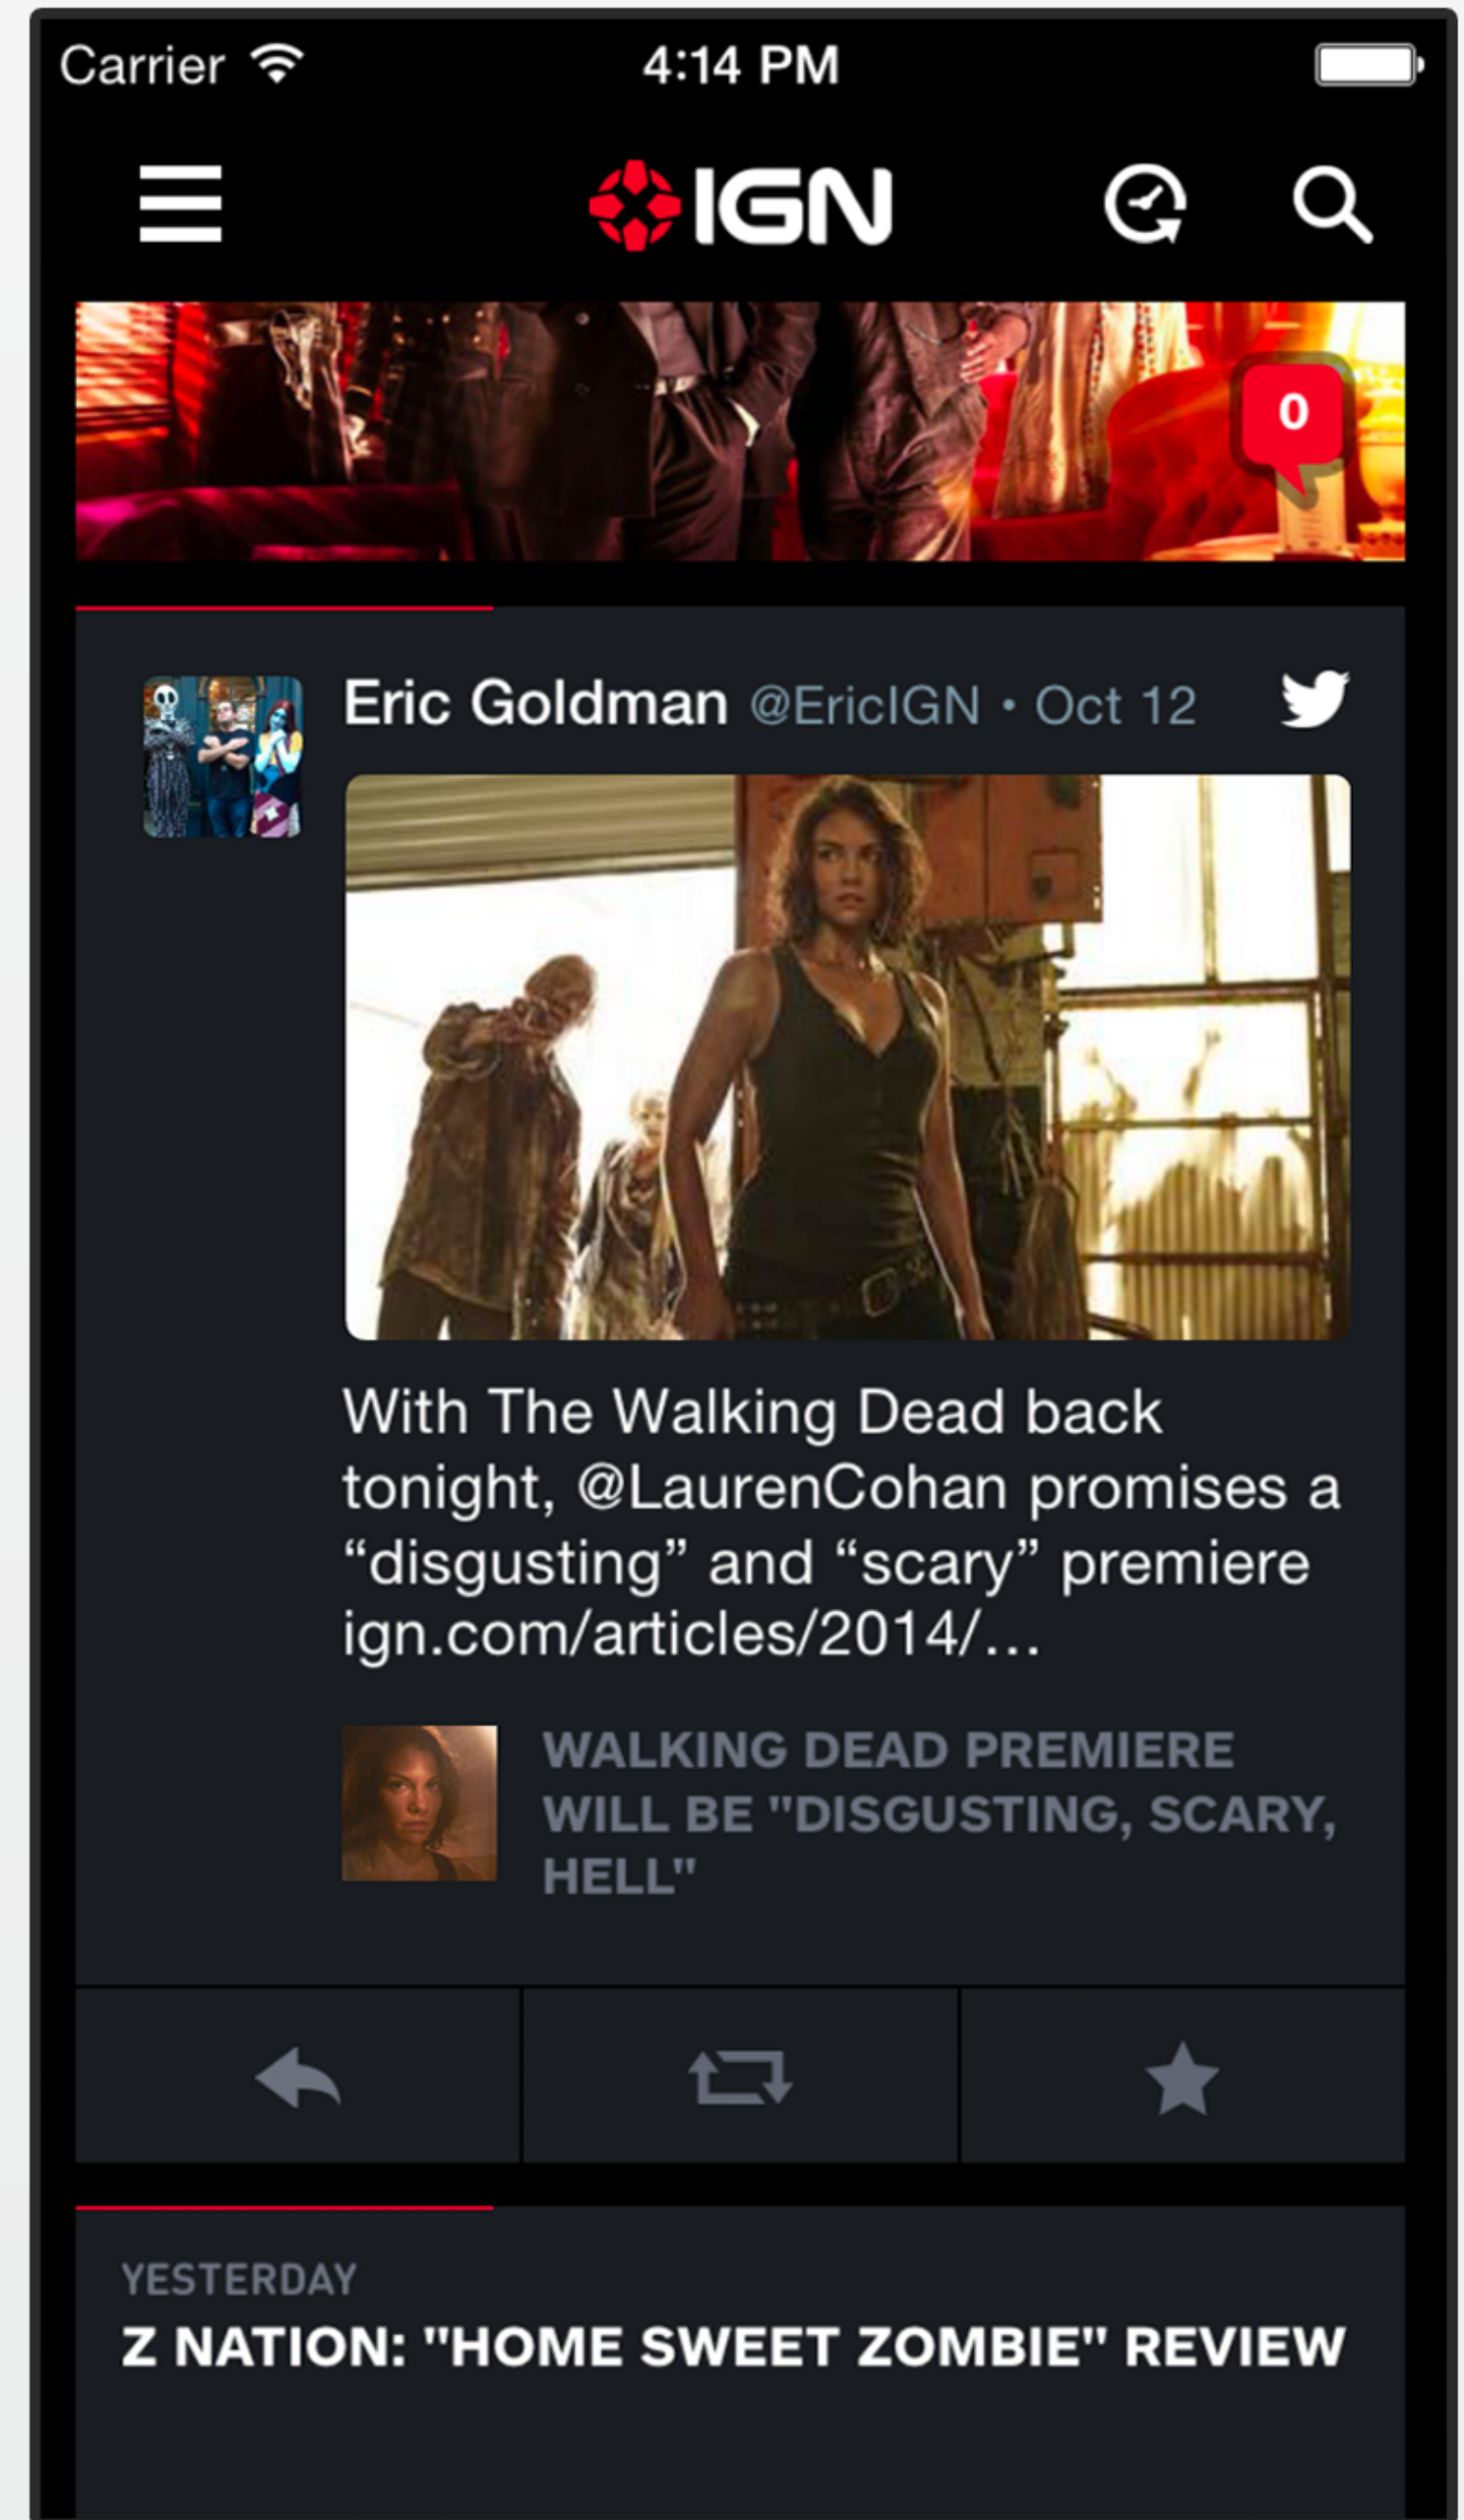 Carrier 4:14 PM
IGN
0
Eric Goldman @EricIGN • Oct 12
With The Walking Dead back
tonight, @LaurenCohan promises a
“disgusting” and “scary” premiere
ign.com/articles/2014/...
WALKING DEAD PREMIERE
WILL BE "DISGUSTING, SCARY,
HELL"
YESTERDAY
Z NATION: "HOME SWEET ZOMBIE" REVIEW